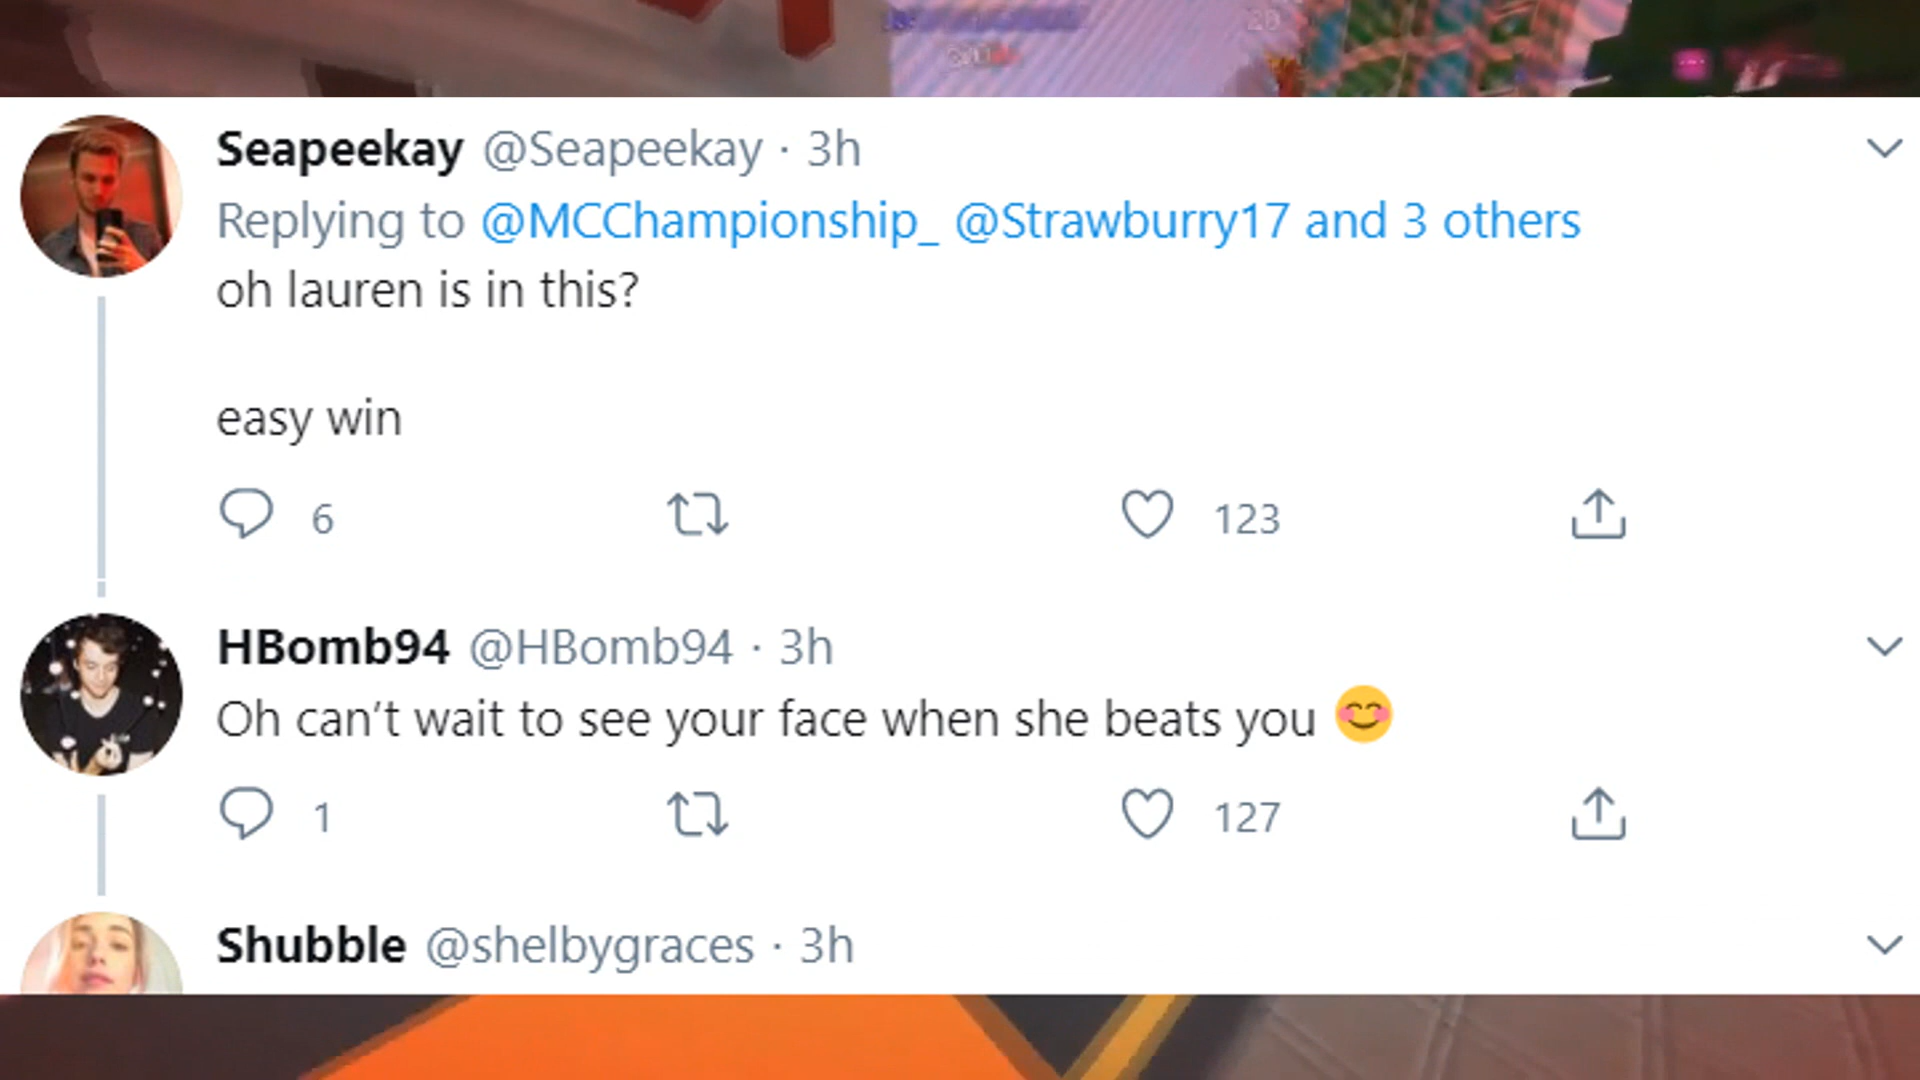 Seapeekay @Seapeekay · 3h
Replying to @MCChampionship_ @Strawburry17 and 3 others
oh lauren is in this?
easy win
6 123
HBomb94 @HBomb94 · 3h
Oh can't wait to see your face when she beats you 😊
1 127
Shubble @shelbygraces · 3h